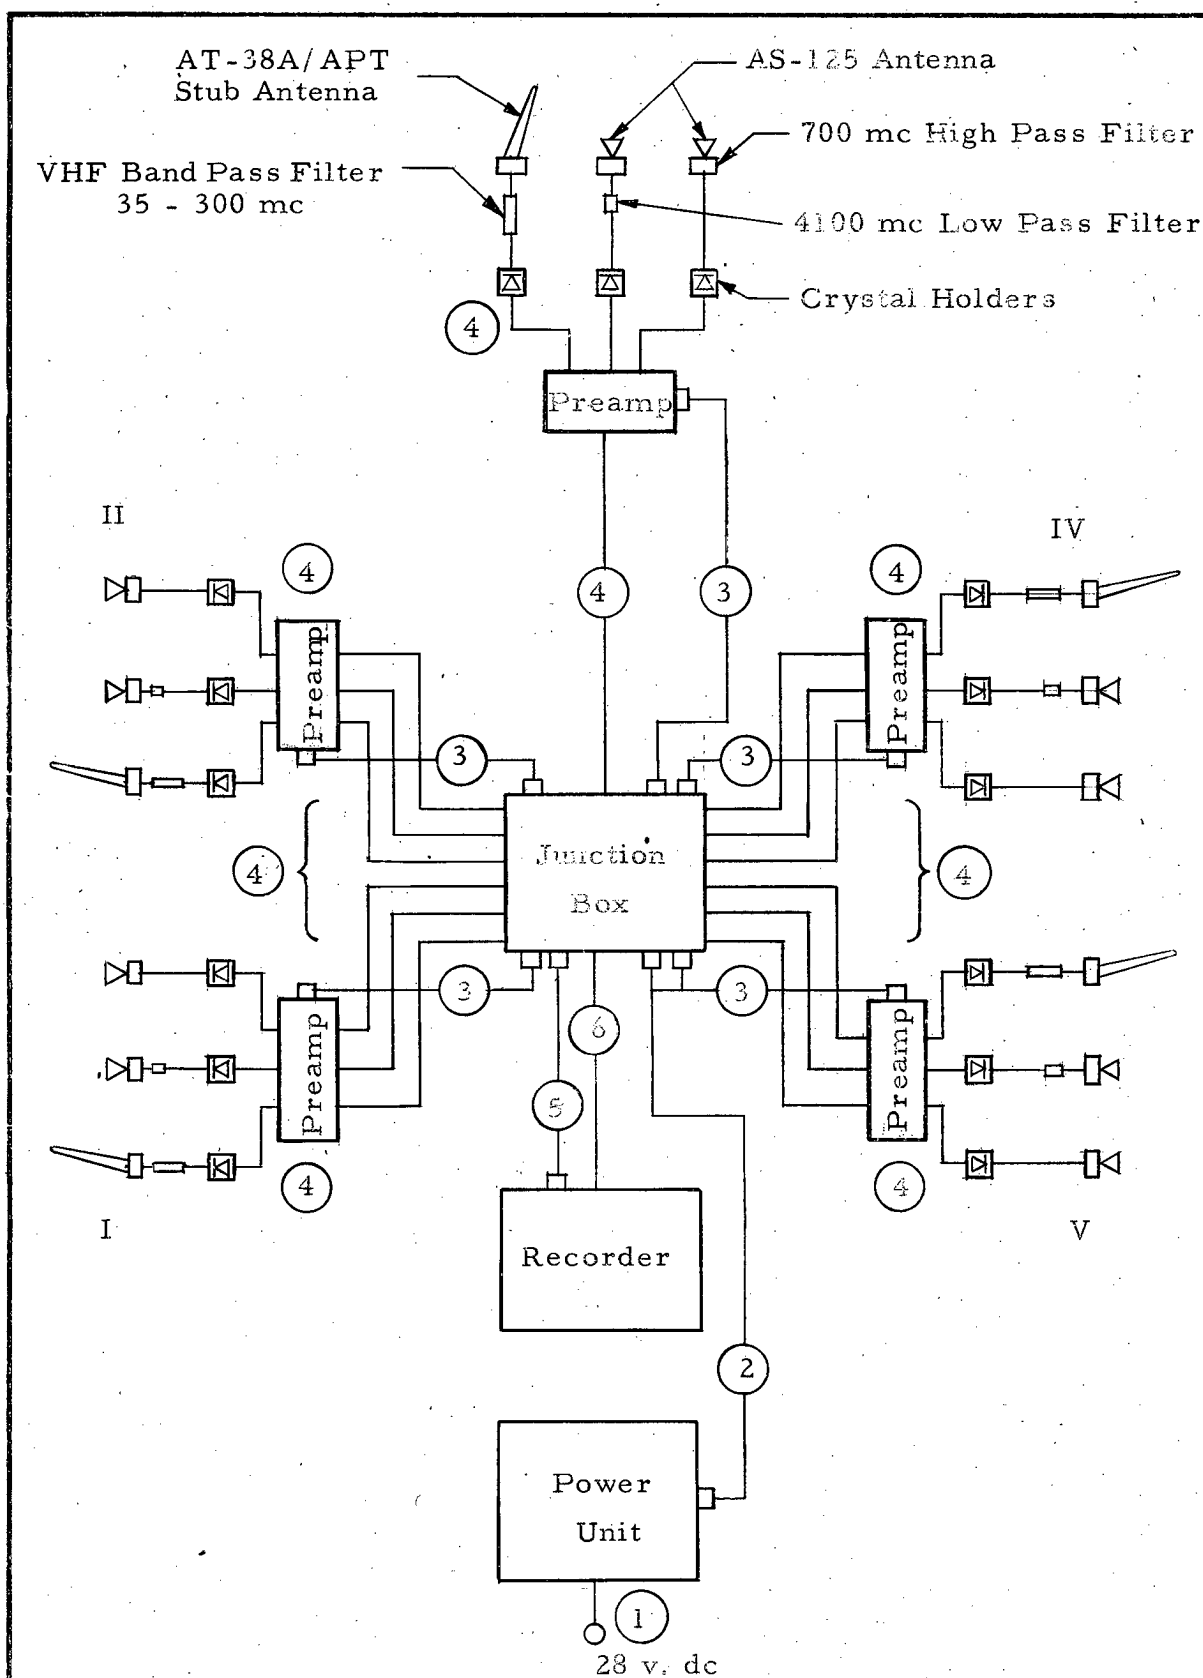 AT-38A/APT
Stub Antenna
AS-125 Antenna
700 mc High Pass Filter
VHF Band Pass Filter
35 - 300 mc
4100 mc Low Pass Filter
Crystal Holders
4
Preamp
II
IV
4
4
3
4
Preamp
Preamp
3
3
4
Junction
Box
4
3
3
6
Preamp
Preamp
5
4
4
I
V
Recorder
2
Power
Unit
1
28 v, dc